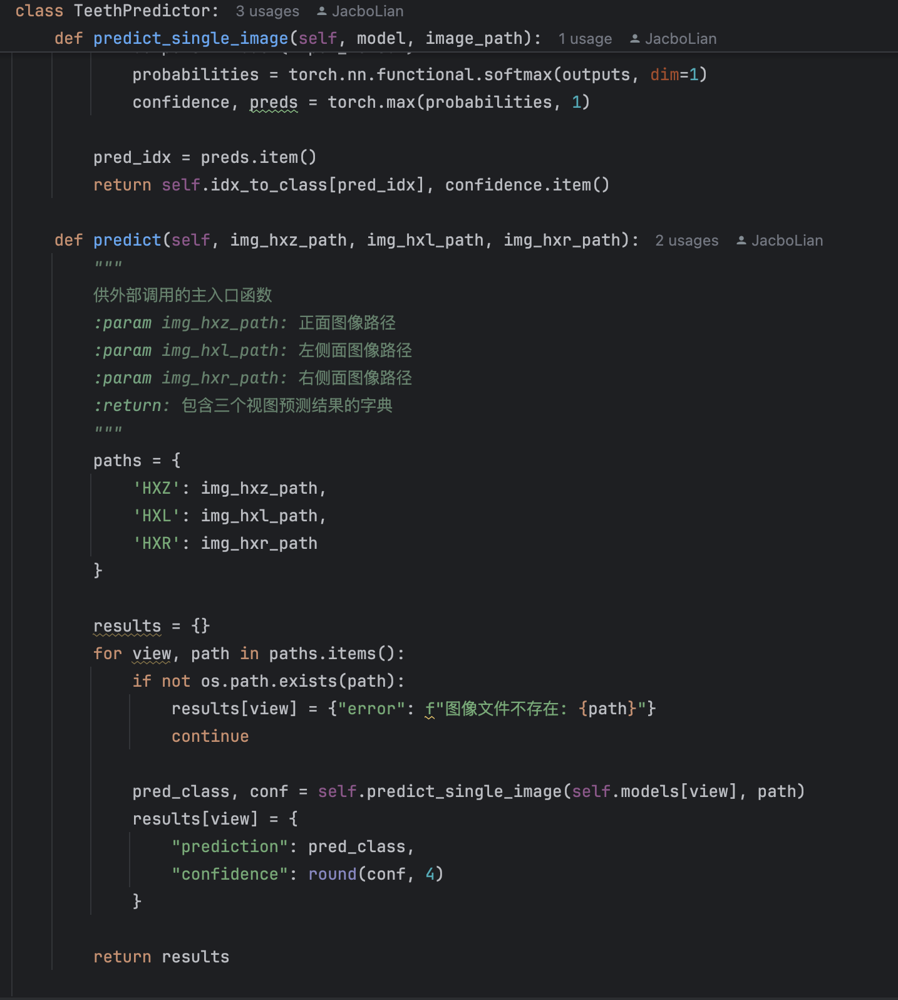 class TeethPredictor: 3 usages JacboLian
def predict_single_image(self, model, image_path): 1 usage JacboLian
probabilities = torch.nn.functional.softmax(outputs, dim=1)
confidence, preds = torch.max(probabilities, 1)
pred_idx = preds.item()
return self.idx_to_class[pred_idx], confidence.item()
def predict(self, img_hxz_path, img_hxl_path, img_hxr_path): 2 usages JacboLian
"""
供外部调用的主入口函数
:param img_hxz_path: 正面图像路径
:param img_hxl_path: 左侧面图像路径
:param img_hxr_path: 右侧面图像路径
:return: 包含三个视图预测结果的字典
"""
paths = {
'HXZ': img_hxz_path,
'HXL': img_hxl_path,
'HXR': img_hxr_path
}
results = {}
for view, path in paths.items():
if not os.path.exists(path):
results[view] = {"error": f"图像文件不存在: {path}"}
continue
pred_class, conf = self.predict_single_image(self.models[view], path)
results[view] = {
"prediction": pred_class,
"confidence": round(conf, 4)
}
return results